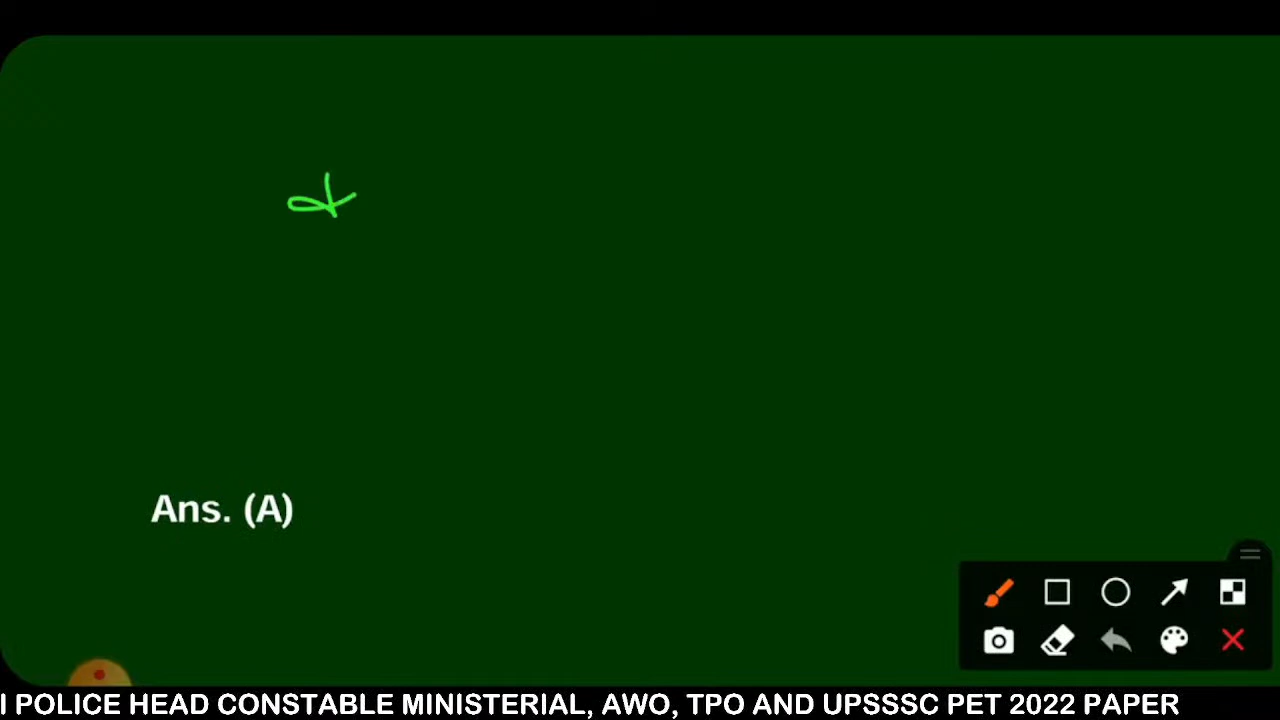 Ans. (A)
I POLICE HEAD CONSTABLE MINISTERIAL, AWO, TPO AND UPSSSC PET 2022 PAPER